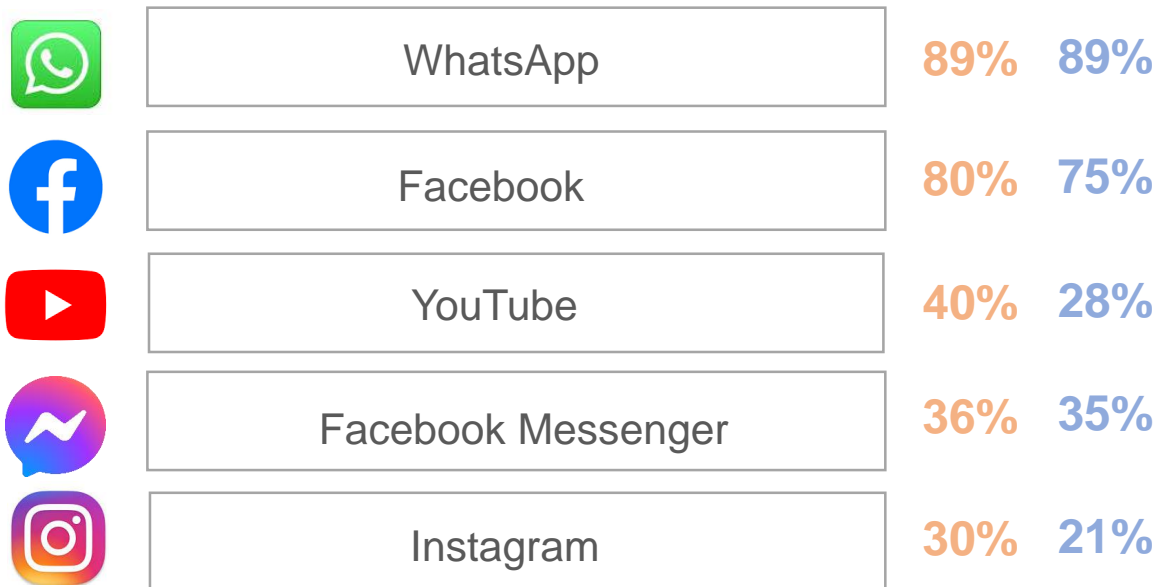 WhatsApp 89% 89%
Facebook 80% 75%
YouTube 40% 28%
Facebook Messenger 36% 35%
Instagram 30% 21%